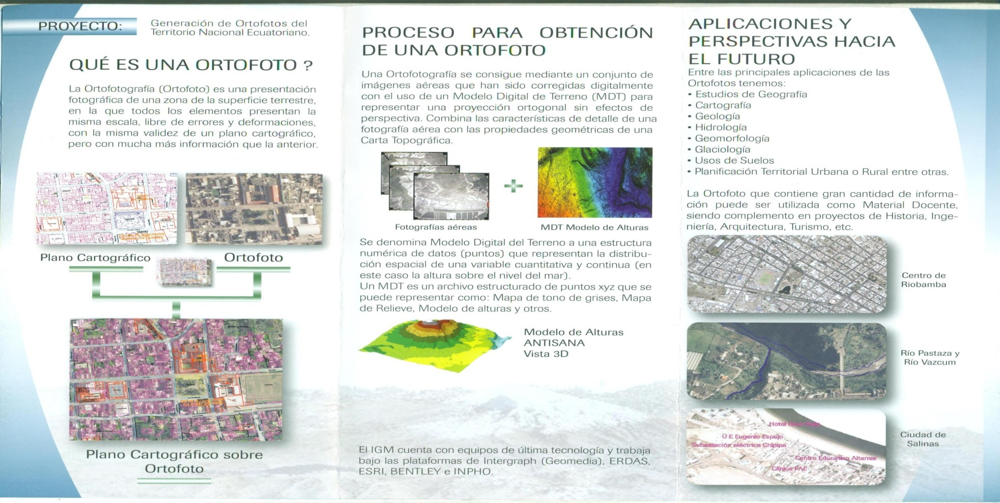 PROYECTO:
Generación de Ortofotos del
Territorio Nacional Ecuatoriano.
QUÉ ES UNA ORTOFOTO ?
La Ortofotografía (Ortofoto) es una presentación
fotográfica de una zona de la superficie terrestre,
en la que todos los elementos presentan la
misma escala, libre de errores y deformaciones,
con la misma validez de un plano cartográfico,
pero con mucha más información que la anterior.
Plano Cartográfico
Ortofoto
Plano Cartográfico sobre
Ortofoto
PROCESO PARA OBTENCIÓN
DE UNA ORTOFOTO
Una Ortofotografía se consigue mediante un conjunto de
imágenes aéreas que han sido corregidas digitalmente
con el uso de un Modelo Digital de Terreno (MDT) para
representar una proyección ortogonal sin efectos de
perspectiva. Combina las características de detalle de una
fotografía aérea con las propiedades geométricas de una
Carta Topográfica.
Fotografías aéreas
MDT Modelo de Alturas
Se denomina Modelo Digital del Terreno a una estructura
numérica de datos (puntos) que representan la distribu-
ción espacial de una variable cuantitativa y continua (en
este caso la altura sobre el nivel del mar).
Un MDT es un archivo estructurado de puntos xyz que se
puede representar como: Mapa de tono de grises, Mapa
de Relieve, Modelo de alturas y otros.
Modelo de Alturas
ANTISANA
Vista 3D
El IGM cuenta con equipos de última tecnología y trabaja
bajo las plataformas de Intergraph (Geomedia), ERDAS,
ESRI, BENTLEY e INPHO.
APLICACIONES Y
PERSPECTIVAS HACIA
EL FUTURO
Entre las principales aplicaciones de las
Ortofotos tenemos:
• Estudios de Geografía
• Cartografía
• Geología
• Hidrología
• Geomorfología
• Glaciología
• Usos de Suelos
• Planificación Territorial Urbana o Rural entre otras.
La Ortofoto que contiene gran cantidad de informa-
ción puede ser utilizada como Material Docente,
siendo complemento en proyectos de Historia, Inge-
niería, Arquitectura, Turismo, etc.
Centro de
Riobamba
Río Pastaza y
Río Vazcum
Hotel
U E Eugenio Espejo
Subestación eléctrica Chipipe
Centro Educativo Altamar
Clínica FAE
Ciudad de
Salinas